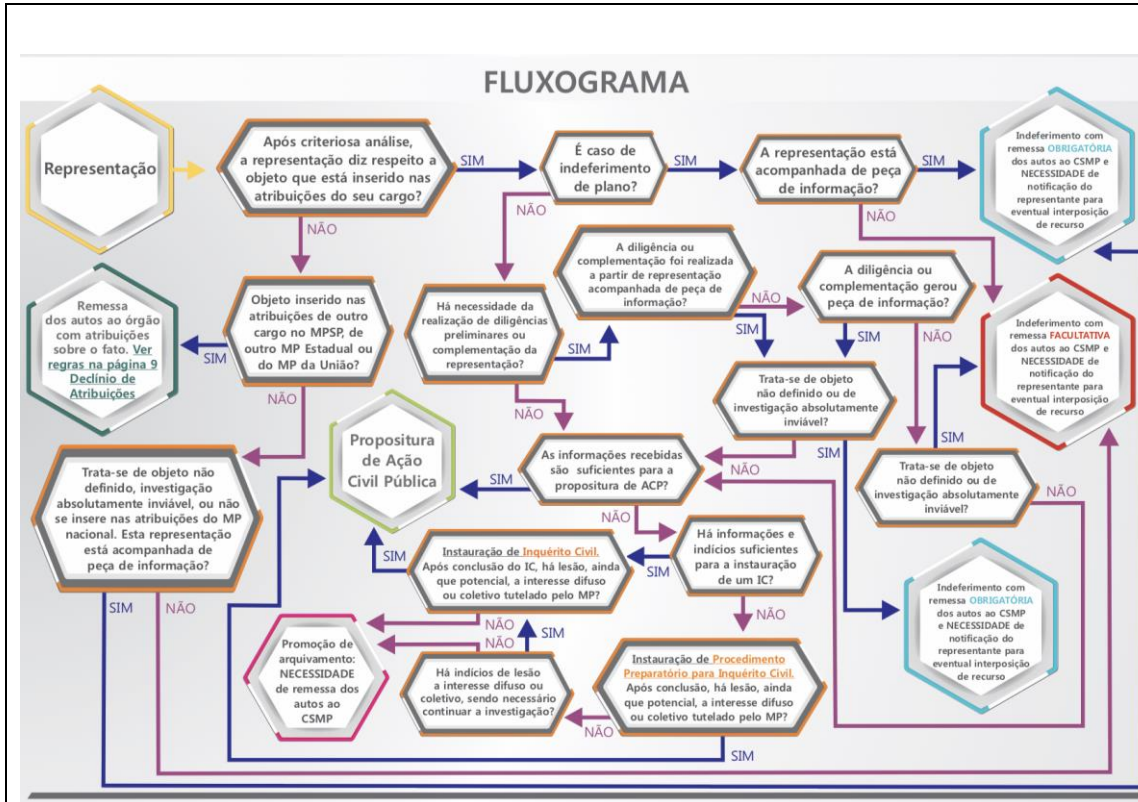 FLUXOGRAMA
Representação
Após criteriosa análise,
a representação diz respeito a
objeto que está inserido nas
atribuições do seu cargo?
SIM
É caso de
indeferimento
de plano?
SIM
A representação está
acompanhada de peça
de informação?
SIM
Indeferimento com
remessa OBRIGATÓRIA
dos autos ao CSMP e
NECESSIDADE de
notificação do
representante para
eventual interposição
de recurso
NÃO
NÃO
NÃO
Remessa
dos autos ao órgão
com atribuições
sobre o fato. Ver
regras na página 9
Declínio de
Atribuições
SIM
Objeto inserido nas
atribuições de outro
cargo no MPSP, de
outro MP Estadual ou
do MP da União?
NÃO
Há necessidade da
realização de diligências
preliminares ou
complementação da
representação?
SIM
NÃO
A diligência ou
complementação foi realizada
a partir de representação
acompanhada de peça de
informação?
NÃO
SIM
A diligência ou
complementação gerou
peça de informação?
SIM
NÃO
Indeferimento com
remessa FACULTATIVA
dos autos ao CSMP e
NECESSIDADE de
notificação do
representante para
eventual interposição
de recurso
Trata-se de objeto
não definido ou de
investigação absolutamente
inviável?
NÃO
SIM
SIM
Trata-se de objeto
não definido ou de
investigação absolutamente
inviável?
NÃO
Trata-se de objeto não
definido, investigação
absolutamente inviável, ou não
se insere nas atribuições do MP
nacional. Esta representação
está acompanhada de
peça de informação?
SIM
NÃO
Propositura
de Ação
Civil Pública
SIM
As informações recebidas
são suficientes para a
propositura de ACP?
NÃO
SIM
Instauração de Inquérito Civil.
Após conclusão do IC, há lesão, ainda
que potencial, a interesse difuso
ou coletivo tutelado pelo MP?
SIM
Há informações e
indícios suficientes
para a instauração
de um IC?
NÃO
NÃO
NÃO
SIM
Promoção de
arquivamento:
NECESSIDADE
de remessa dos
autos ao
CSMP
Há indícios de lesão
a interesse difuso ou
coletivo, sendo necessário
continuar a investigação?
NÃO
Instauração de Procedimento
Preparatório para Inquérito Civil.
Após conclusão, há lesão, ainda
que potencial, a interesse difuso
ou coletivo tutelado pelo MP?
SIM
Indeferimento com
remessa OBRIGATÓRIA
dos autos ao CSMP
e NECESSIDADE de
notificação do
representante para
eventual interposição
de recurso